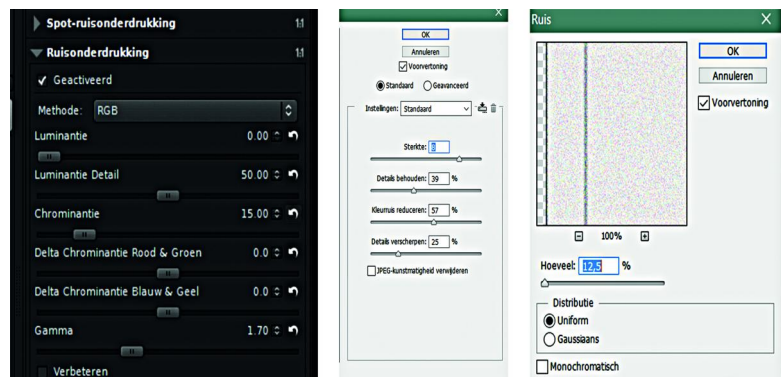 Spot-ruisonderdrukking 1:1
Ruisonderdrukking 1:1
Geactiveerd
Methode: RGB
Luminantie 0.00
Luminantie Detail 50.00
Chrominantie 15.00
Delta Chrominantie Rood & Groen 0.0
Delta Chrominantie Blauw & Geel 0.0
Gamma 1.70
Verbeteren
OK
Annuleren
Voorvertoning
Standaard Geavanceerd
Instellingen: Standaard
Sterkte: 8
Details behouden: 39 %
Kleurruis reduceren: 57 %
Details verscherpen: 25 %
JPEG-kunstmatigheid verwijderen
Ruis
OK
Annuleren
Voorvertoning
100%
Hoeveel: 12,5 %
Distributie
Uniform
Gaussiaans
Monochromatisch